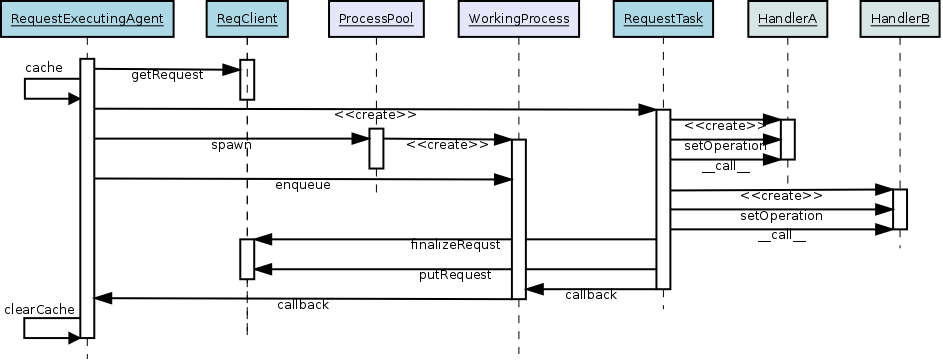 RequestExecutingAgent
ReqClient
ProcessPool
WorkingProcess
RequestTask
HandlerA
HandlerB
cache
getRequest
<<create>>
<<create>>
setOperation
__call__
spawn
<<create>>
enqueue
<<create>>
setOperation
__call__
finalizeRequst
putRequest
callback
callback
clearCache